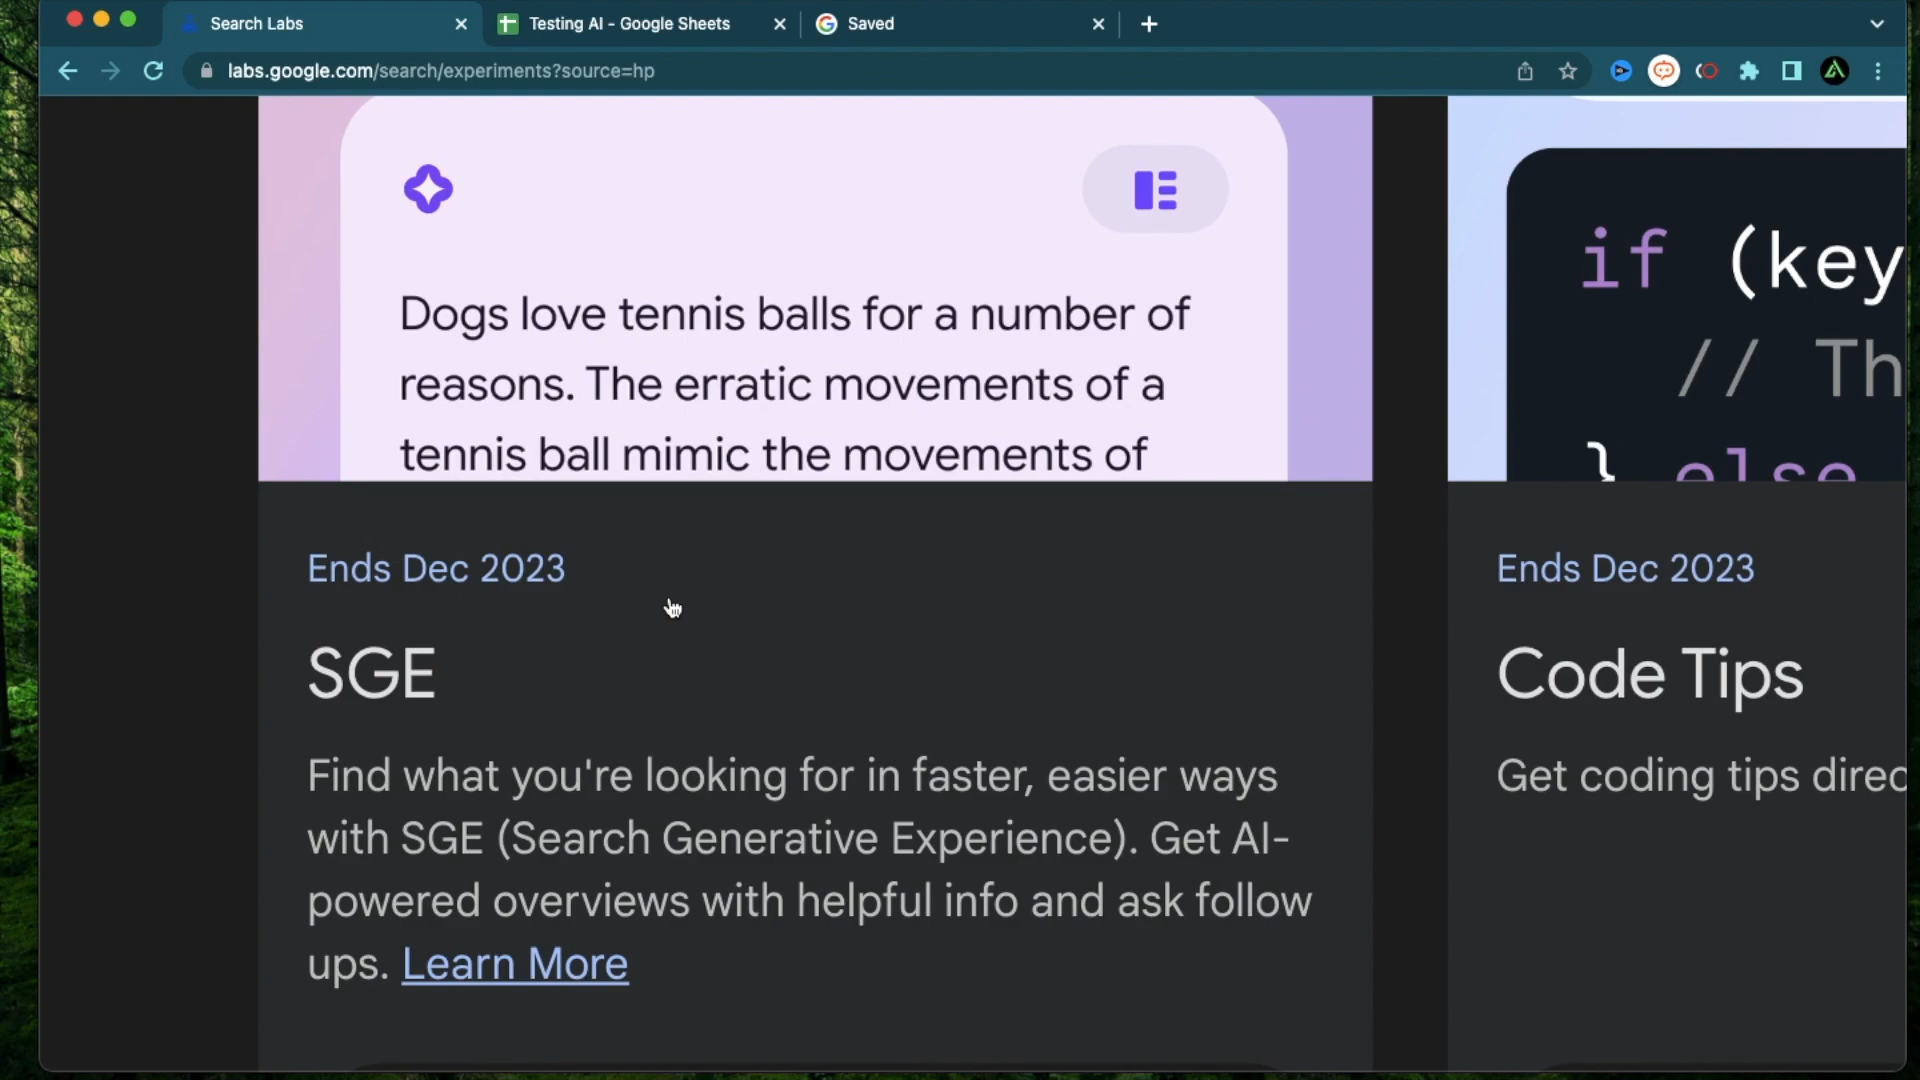 Search Labs
Testing AI - Google Sheets
Saved
labs.google.com/search/experiments?source=hp
Dogs love tennis balls for a number of
reasons. The erratic movements of a
tennis ball mimic the movements of
if (key
// Th
} else
Ends Dec 2023
SGE
Find what you're looking for in faster, easier ways
with SGE (Search Generative Experience). Get AI-
powered overviews with helpful info and ask follow
ups. Learn More
Ends Dec 2023
Code Tips
Get coding tips direc